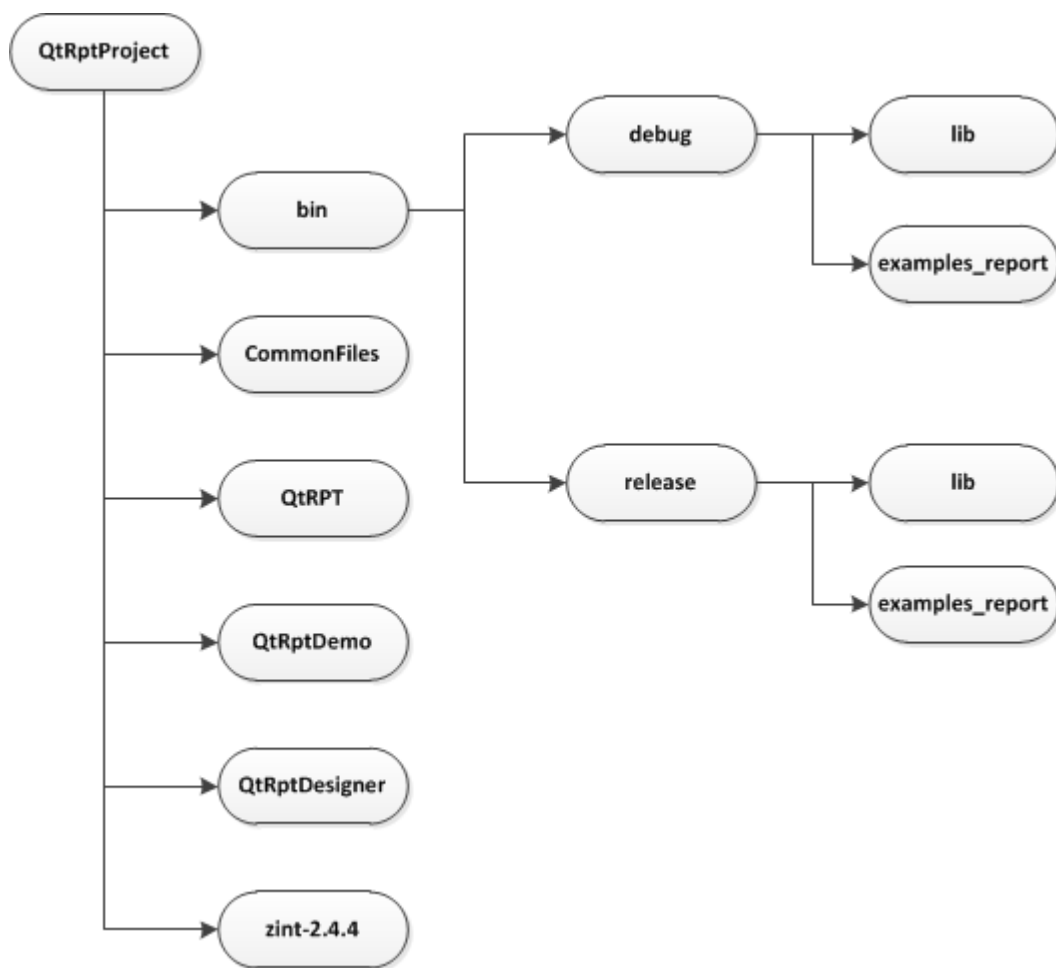 QtRptProject
debug
lib
bin
examples_report
CommonFiles
release
lib
QtRPT
examples_report
QtRptDemo
QtRptDesigner
zint-2.4.4